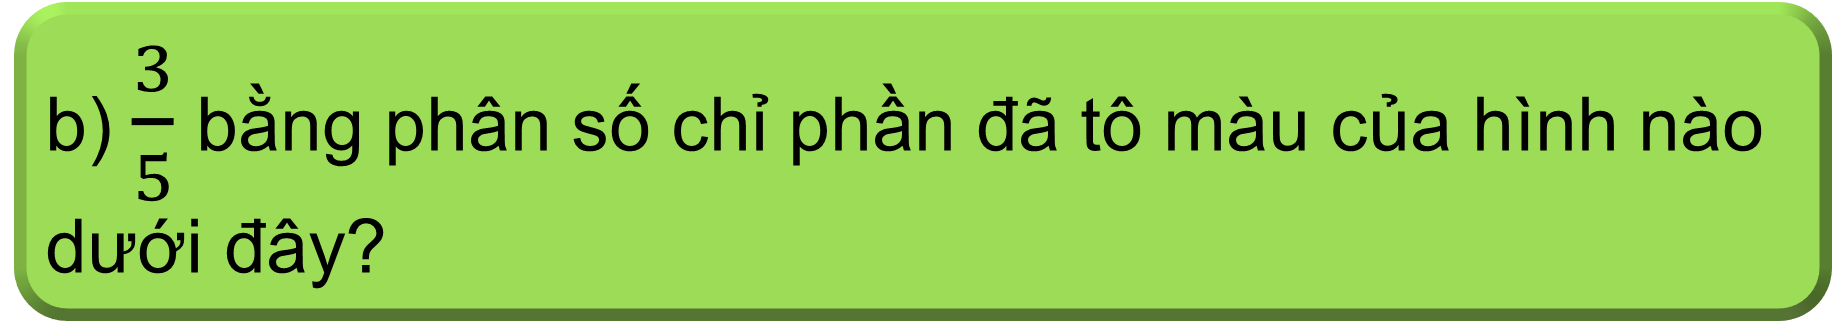 b) 3/5 bằng phân số chỉ phần đã tô màu của hình nào
dưới đây?